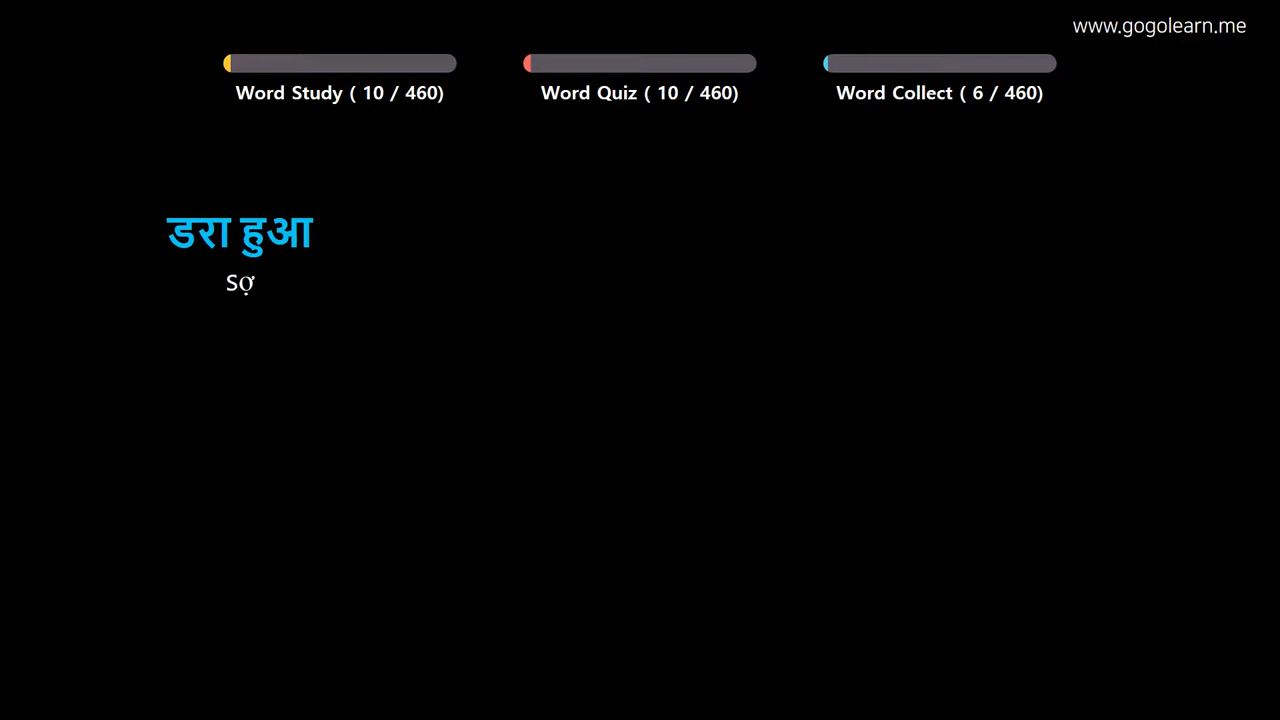 www.gogolearn.me
Word Study ( 10 / 460)
Word Quiz ( 10 / 460)
Word Collect ( 6 / 460)
डरा हुआ
Sợ